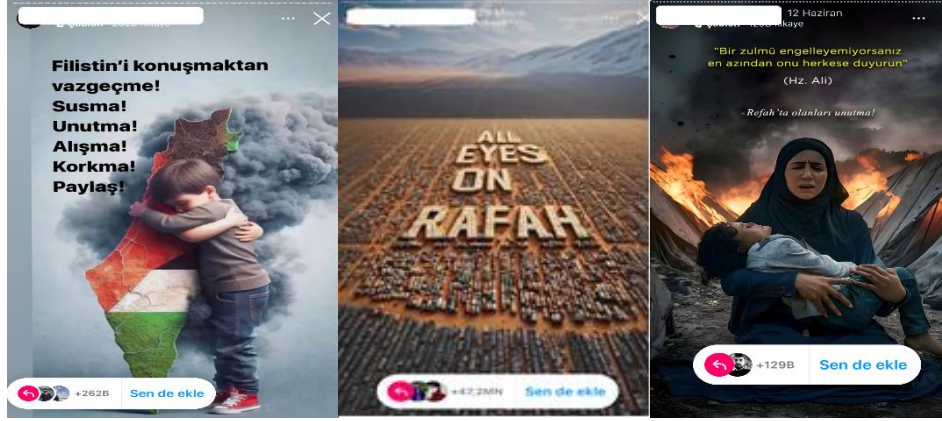 Filistin’i konuşmaktan
vazgeçme!
Susma!
Unutma!
Alışma!
Korkma!
Paylaş!
+262B
Sen de ekle
ALL
EYES
ON
RAFAH
+47,2MN
Sen de ekle
12 Haziran
"Bir zulmü engelleyemiyorsanız
en azından onu herkese duyurun"
(Hz. Ali)
-Refah'ta olanları unutma!
+129B
Sen de ekle